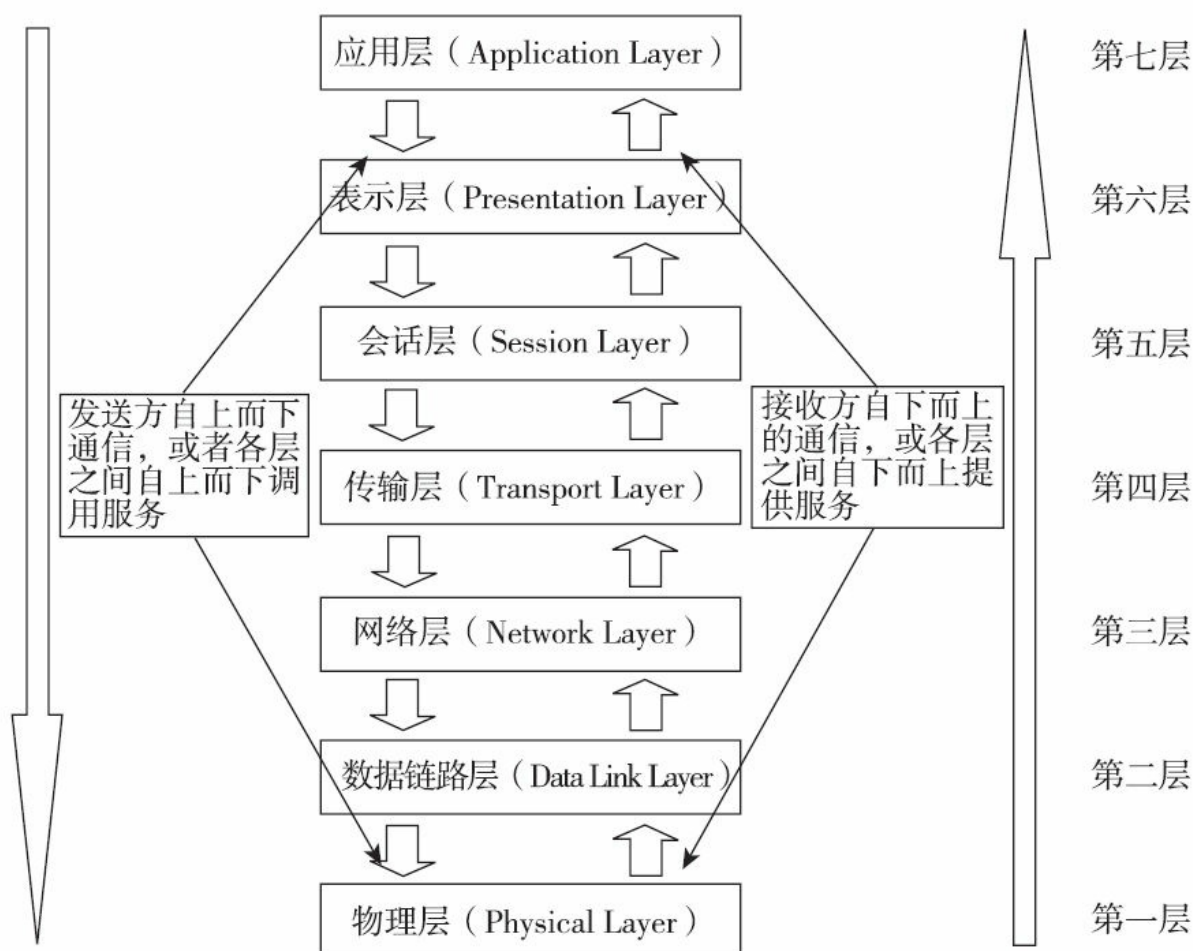 应用层（Application Layer）
第七层
表示层（Presentation Layer）
第六层
会话层（Session Layer）
第五层
发送方自上而下
通信，或者各层
之间自上而下调
用服务
接收方自下而上
的通信，或各层
之间自下而上提
供服务
传输层（Transport Layer）
第四层
网络层（Network Layer）
第三层
数据链路层（Data Link Layer）
第二层
物理层（Physical Layer）
第一层